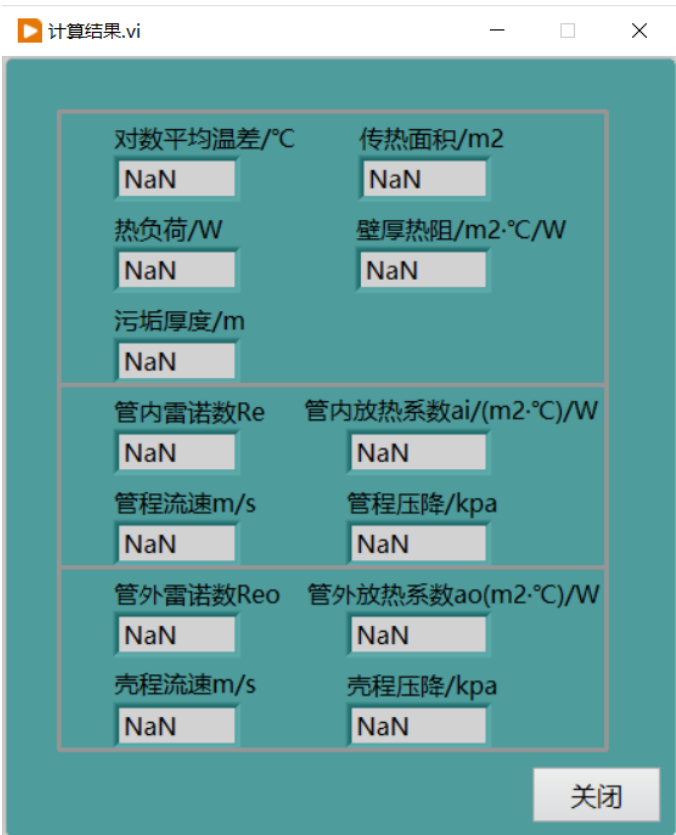 计算结果.vi
对数平均温差/℃ 传热面积/m2
NaN NaN
热负荷/W 壁厚热阻/m2·℃/W
NaN NaN
污垢厚度/m
NaN
管内雷诺数Re 管内放热系数ai/(m2·℃)/W
NaN NaN
管程流速m/s 管程压降/kpa
NaN NaN
管外雷诺数Reo 管外放热系数ao(m2·℃)/W
NaN NaN
壳程流速m/s 壳程压降/kpa
NaN NaN
关闭